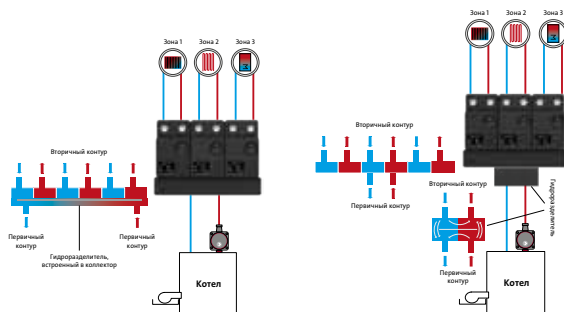 Зона 1 Зона 2 Зона 3
Вторичный контур
Первичный
контур
Первичный
контур
Гидроразделитель,
встроенный в коллектор
Котел
Зона 1 Зона 2 Зона 3
Вторичный контур
Первичный контур
Вторичный контур
Гидроразделитель
Первичный
контур
Котел